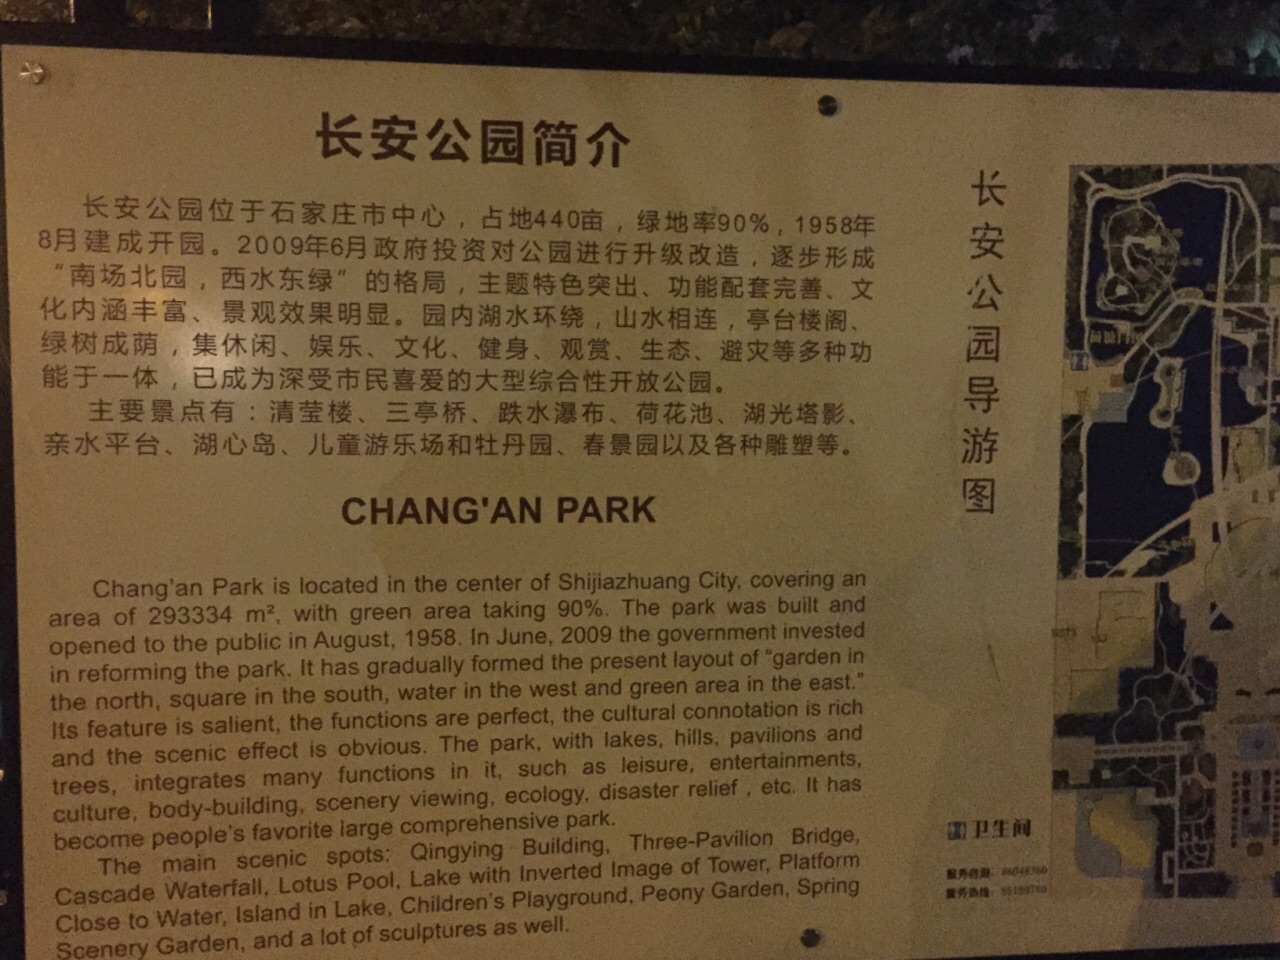 长安公园简介
长安公园位于石家庄市中心，占地440亩，绿地率90%，1958年
8月建成开园。2009年6月政府投资对公园进行升级改造，逐步形成
“南场北园，西水东绿”的格局，主题特色突出、功能配套完善、文
化内涵丰富、景观效果明显。园内湖水环绕，山水相连，亭台楼阁、
绿树成荫，集休闲、娱乐、文化、健身、观赏、生态、避灾等多种功
能于一体，已成为深受市民喜爱的大型综合性开放公园。
主要景点有：清莹楼、三亭桥、跌水瀑布、荷花池、湖光塔影、
亲水平台、湖心岛、儿童游乐场和牡丹园、春景园以及各种雕塑等。
CHANG'AN PARK
Chang’an Park is located in the center of Shijiazhuang City, covering an
area of 293334 m², with green area taking 90%. The park was built and
opened to the public in August, 1958. In June, 2009 the government invested
in reforming the park. It has gradually formed the present layout of “garden in
the north, square in the south, water in the west and green area in the east.”
Its feature is salient, the functions are perfect, the cultural connotation is rich
and the scenic effect is obvious. The park, with lakes, hills, pavilions and
trees, integrates many functions in it, such as leisure, entertainments,
culture, body-building, scenery viewing, ecology, disaster relief , etc. It has
become people’s favorite large comprehensive park.
The main scenic spots: Qingying Building, Three-Pavilion Bridge,
Cascade Waterfall, Lotus Pool, Lake with Inverted Image of Tower, Platform
Close to Water, Island in Lake, Children’s Playground, Peony Garden, Spring
Scenery Garden, and a lot of sculptures as well.
长安公园导游图
卫生间